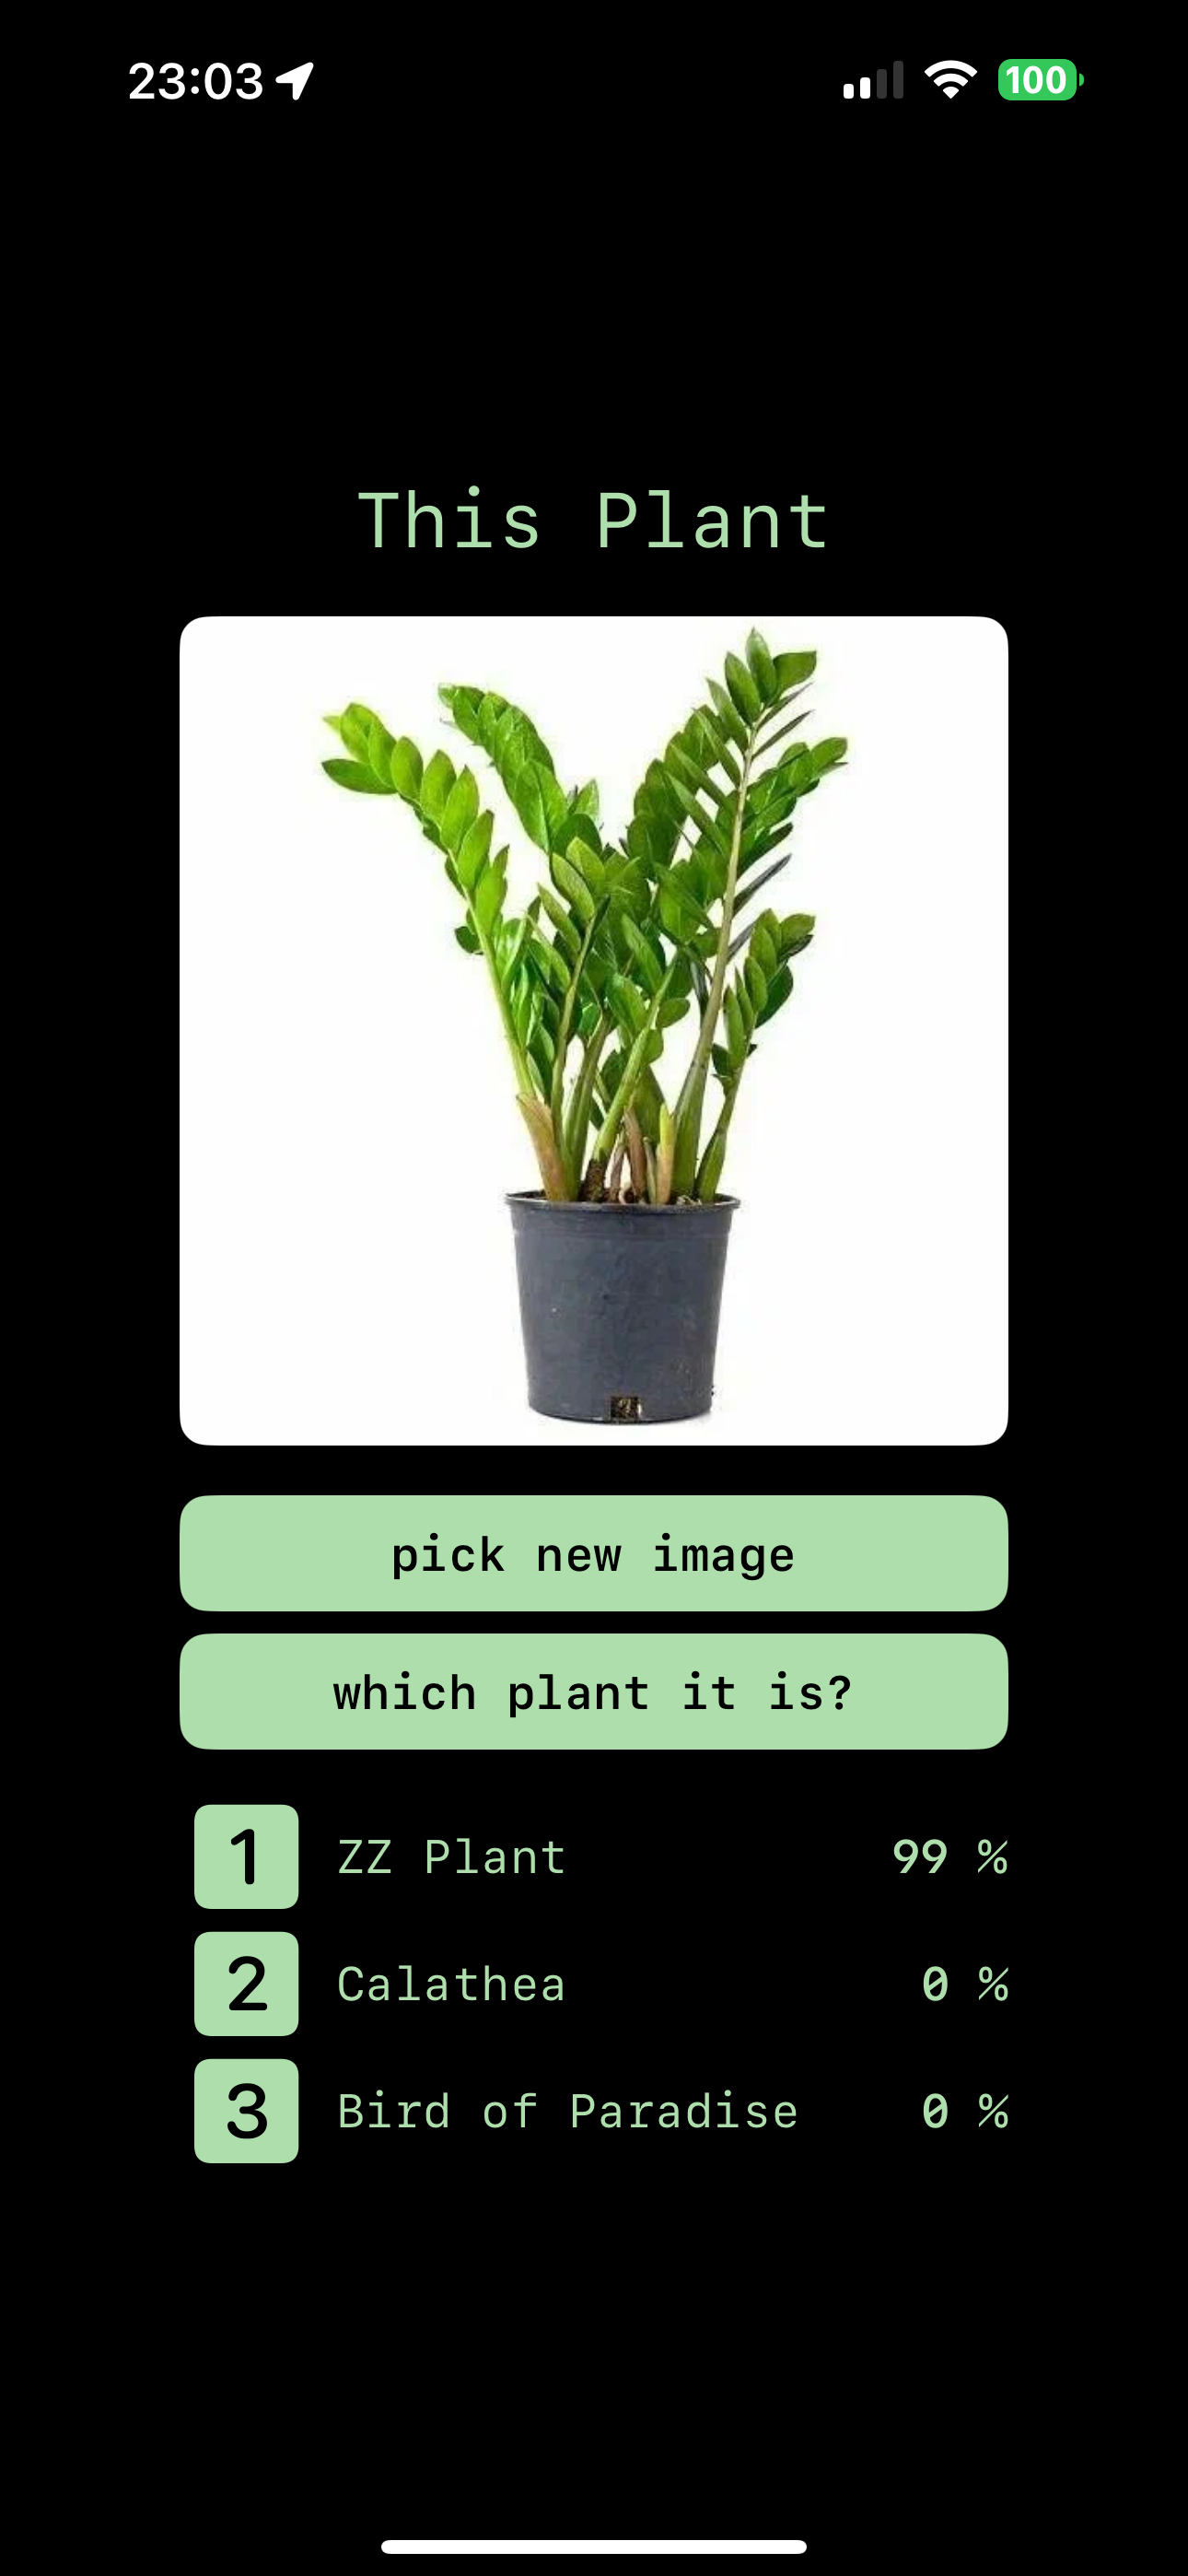 23:03
100
This Plant
pick new image
which plant it is?
1 ZZ Plant 99 %
2 Calathea 0 %
3 Bird of Paradise 0 %